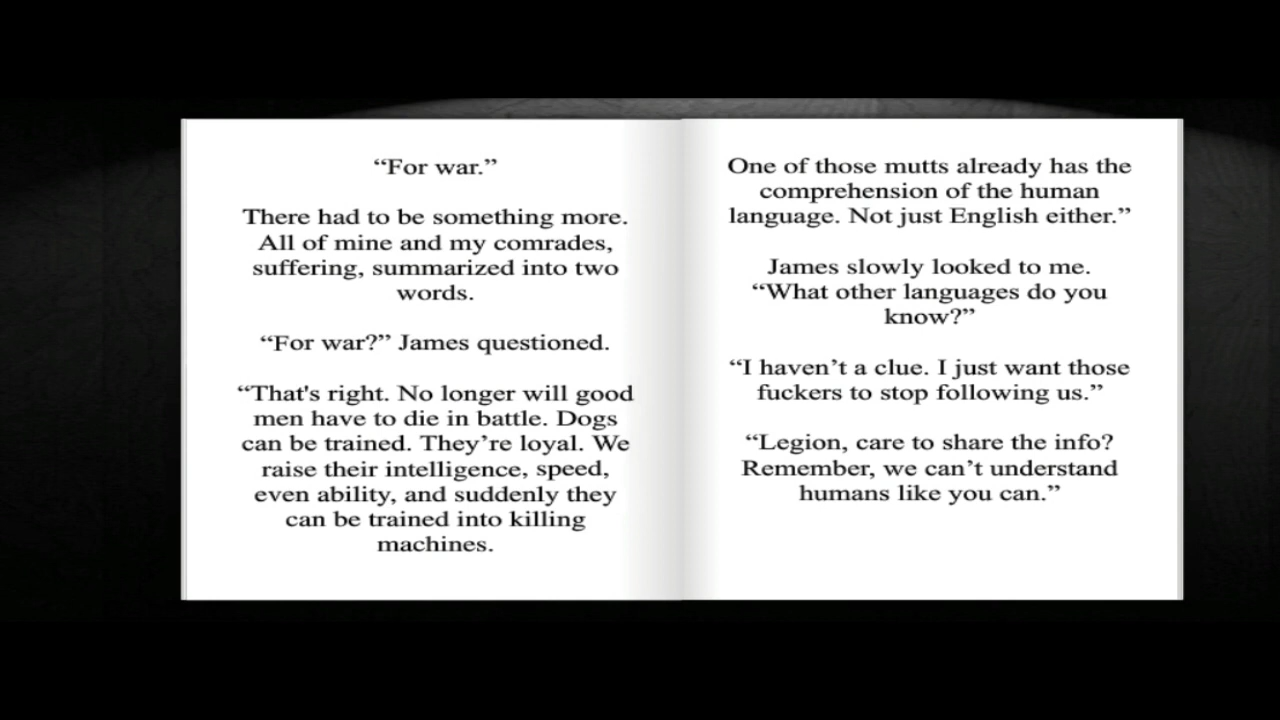 “For war.”
There had to be something more.
All of mine and my comrades,
suffering, summarized into two
words.
“For war?” James questioned.
“That's right. No longer will good
men have to die in battle. Dogs
can be trained. They’re loyal. We
raise their intelligence, speed,
even ability, and suddenly they
can be trained into killing
machines.
One of those mutts already has the
comprehension of the human
language. Not just English either.”
James slowly looked to me.
“What other languages do you
know?”
“I haven’t a clue. I just want those
fuckers to stop following us.”
“Legion, care to share the info?
Remember, we can’t understand
humans like you can.”